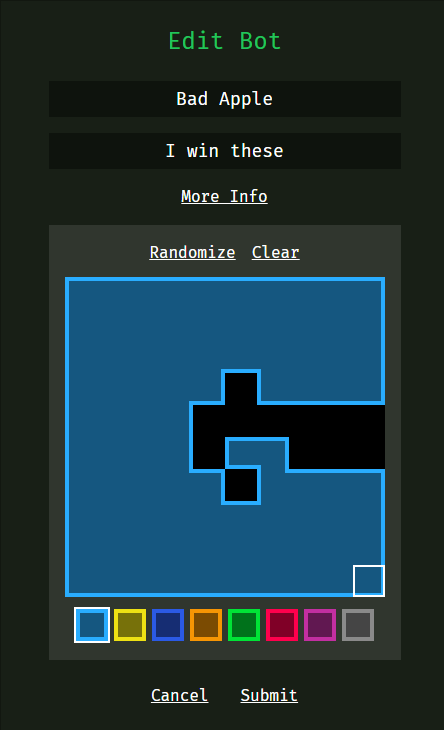 Edit Bot
Bad Apple
I win these
More Info
Randomize Clear
Cancel Submit